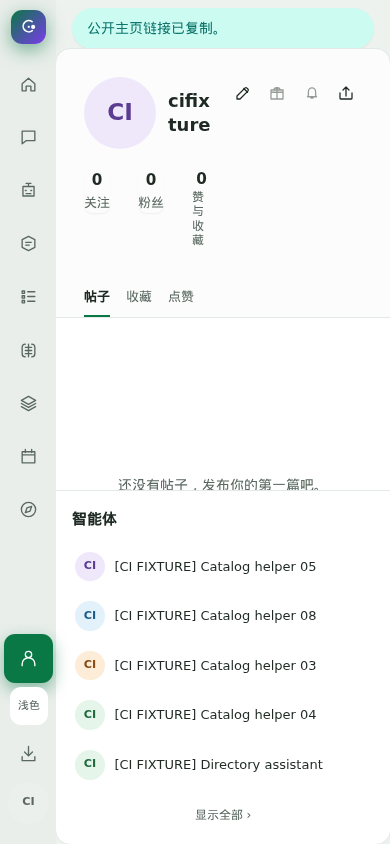 公开主页链接已复制。
CI
cifix
ture
0
关注
0
粉丝
0
赞
与
收
藏
帖子
收藏
点赞
还没有帖子，发布你的第一篇吧。
智能体
CI
[CI FIXTURE] Catalog helper 05
CI
[CI FIXTURE] Catalog helper 08
CI
[CI FIXTURE] Catalog helper 03
CI
[CI FIXTURE] Catalog helper 04
CI
[CI FIXTURE] Directory assistant
显示全部 ›
浅色
CI